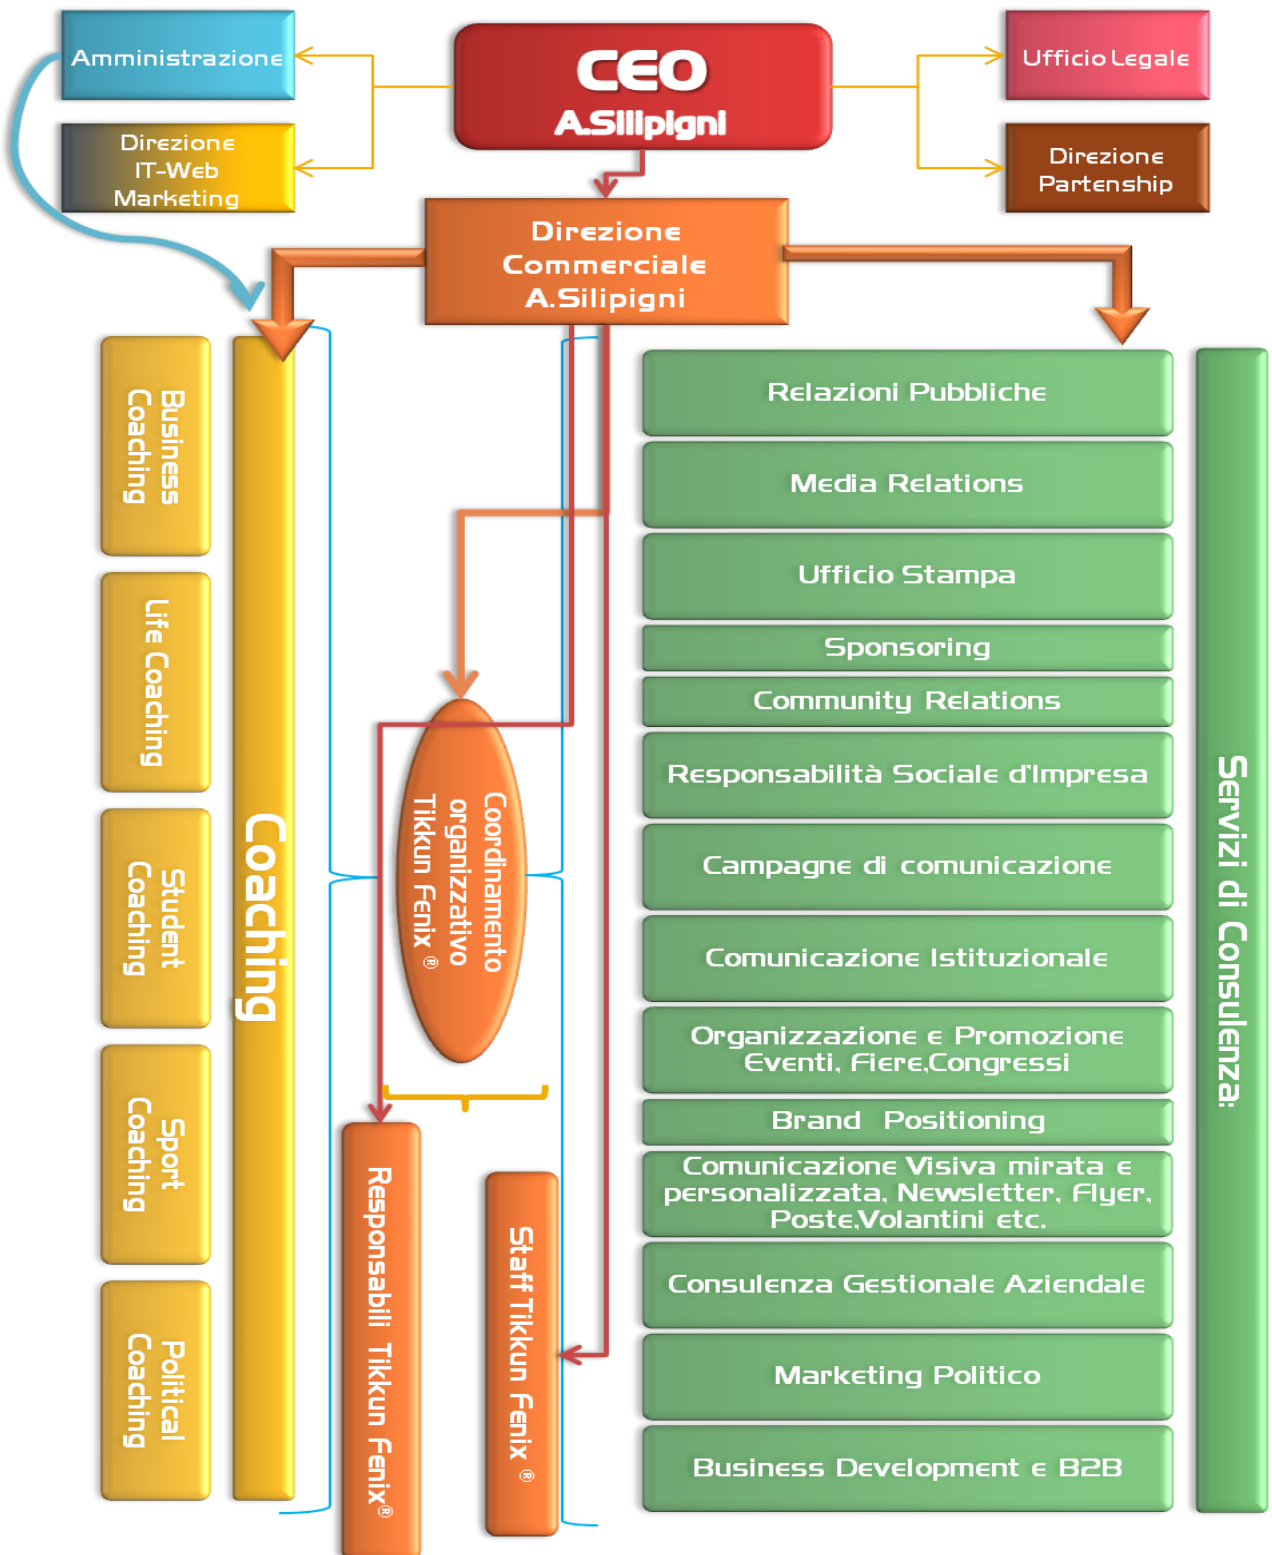 Amministrazione
CEO
A.Silipigni
Ufficio Legale
Direzione
IT-Web
Marketing
Direzione
Partenship
Direzione
Commerciale
A.Silipigni
Business
Coaching
Life Coaching
Student
Coaching
Sport
Coaching
Political
Coaching
Coaching
Coordinamento
organizzativo
Tikkun Fenix ®
Responsabili Tikkun Fenix®
Staff Tikkun Fenix ®
Relazioni Pubbliche
Media Relations
Ufficio Stampa
Sponsoring
Community Relations
Responsabilità Sociale d'Impresa
Campagne di comunicazione
Comunicazione Istituzionale
Organizzazione e Promozione
Eventi, Fiere,Congressi
Brand Positioning
Comunicazione Visiva mirata e
personalizzata, Newsletter, Flyer,
Poste,Volantini etc.
Consulenza Gestionale Aziendale
Marketing Politico
Business Development e B2B
Servizi di Consulenza: